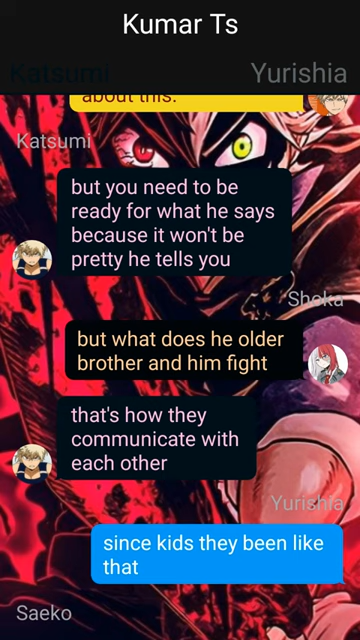 Kumar Ts
Katsumi
Yurishia
about this.
Katsumi
but you need to be
ready for what he says
because it won't be
pretty he tells you
Shoka
but what does he older
brother and him fight
that's how they
communicate with
each other
Yurishia
since kids they been like
that
Saeko